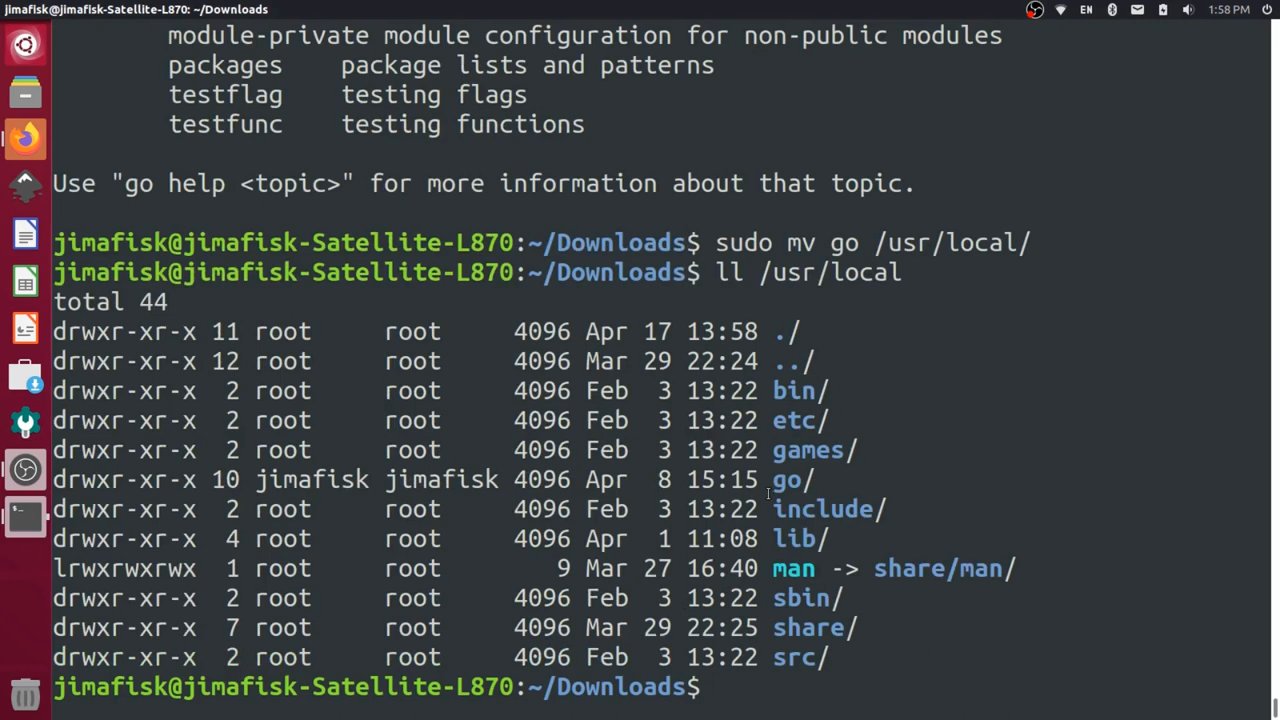 jimafisk@jimafisk-Satellite-L870: ~/Downloads
EN
1:58 PM
module-private module configuration for non-public modules
packages package lists and patterns
testflag testing flags
testfunc testing functions
Use "go help <topic>" for more information about that topic.
jimafisk@jimafisk-Satellite-L870:~/Downloads$ sudo mv go /usr/local/
jimafisk@jimafisk-Satellite-L870:~/Downloads$ ll /usr/local
total 44
drwxr-xr-x 11 root root 4096 Apr 17 13:58 ./
drwxr-xr-x 12 root root 4096 Mar 29 22:24 ../
drwxr-xr-x 2 root root 4096 Feb 3 13:22 bin/
drwxr-xr-x 2 root root 4096 Feb 3 13:22 etc/
drwxr-xr-x 2 root root 4096 Feb 3 13:22 games/
drwxr-xr-x 10 jimafisk jimafisk 4096 Apr 8 15:15 go/
drwxr-xr-x 2 root root 4096 Feb 3 13:22 include/
drwxr-xr-x 4 root root 4096 Apr 1 11:08 lib/
lrwxrwxrwx 1 root root 9 Mar 27 16:40 man -> share/man/
drwxr-xr-x 2 root root 4096 Feb 3 13:22 sbin/
drwxr-xr-x 7 root root 4096 Mar 29 22:25 share/
drwxr-xr-x 2 root root 4096 Feb 3 13:22 src/
jimafisk@jimafisk-Satellite-L870:~/Downloads$